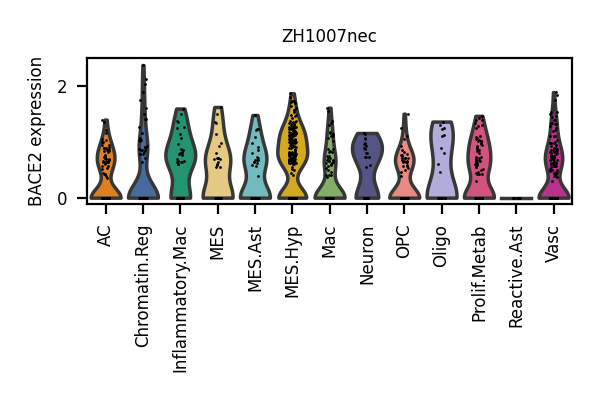 ZH1007nec
BACE2 expression
2
0
AC
Chromatin.Reg
Inflammatory.Mac
MES
MES.Ast
MES.Hyp
Mac
Neuron
OPC
Oligo
Prolif.Metab
Reactive.Ast
Vasc